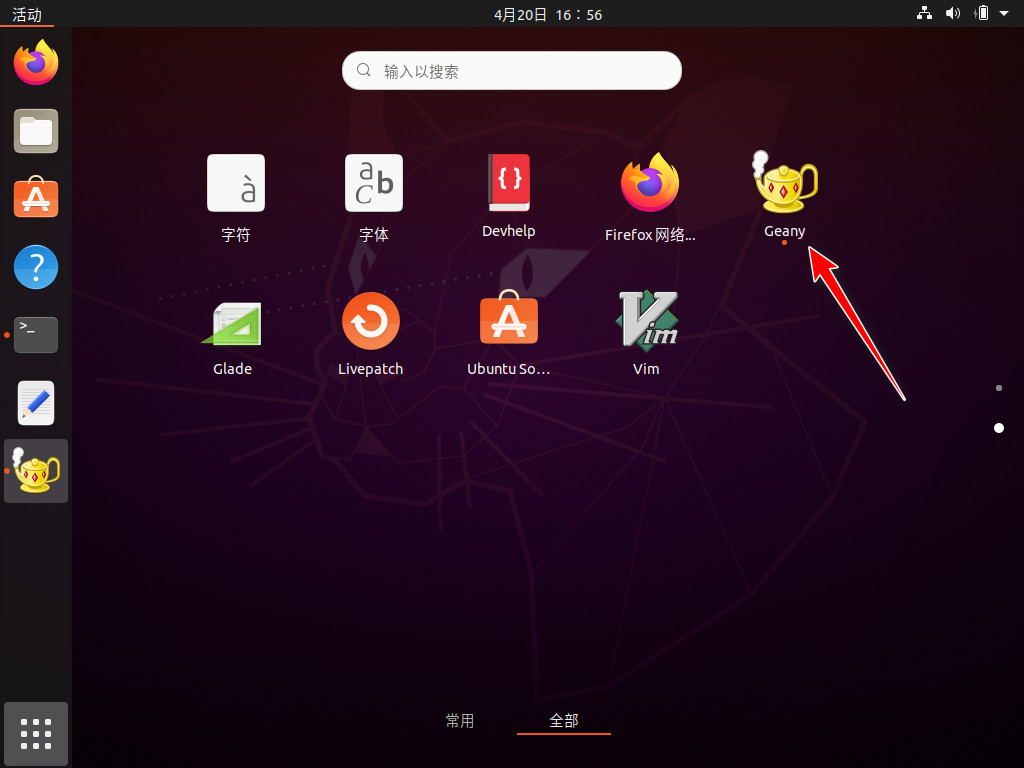 活动
4月20日 16：56
输入以搜索
字符
字体
Devhelp
Firefox 网络...
Geany
Glade
Livepatch
Ubuntu So...
Vim
常用
全部